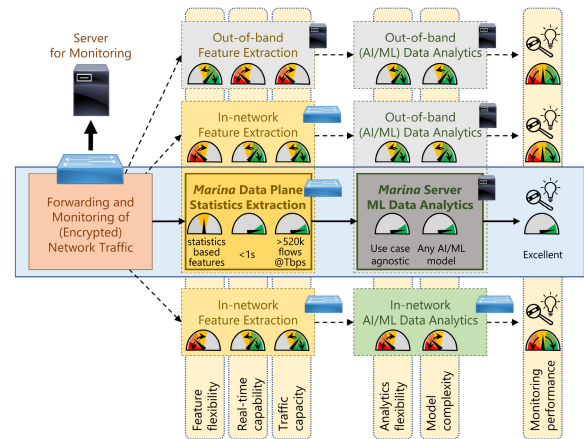 Server
for Monitoring
Out-of-band
Feature Extraction
Out-of-band
(AI/ML) Data Analytics
In-network
Feature Extraction
Out-of-band
(AI/ML) Data Analytics
Forwarding and
Monitoring of
(Encrypted)
Network Traffic
Marina Data Plane
Statistics Extraction
statistics
based
features
<1s
>520k
flows
@Tbps
Marina Server
ML Data Analytics
Use case
agnostic
Any AI/ML
model
Excellent
In-network
Feature Extraction
In-network
AI/ML Data Analytics
Feature
flexibility
Real-time
capability
Traffic
capacity
Analytics
flexibility
Model
complexity
Monitoring
performance